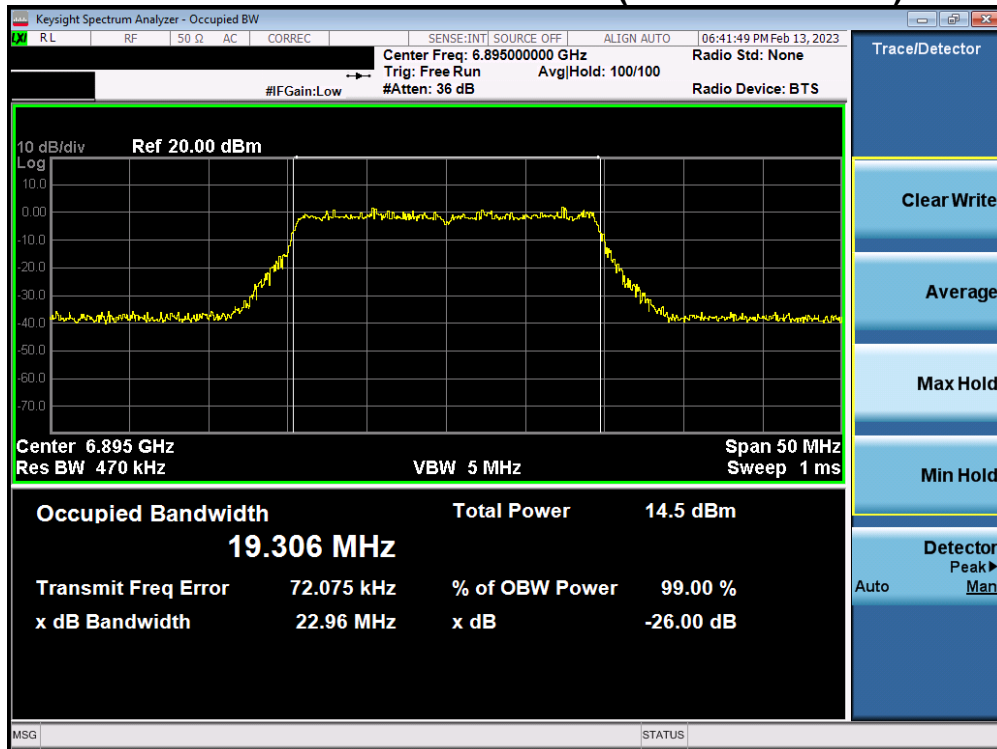 Keysight Spectrum Analyzer - Occupied BW
LXI RL RF 50 Ω AC CORREC SENSE:INT SOURCE OFF ALIGN AUTO 06:41:49 PM Feb 13, 2023
Center Freq: 6.895000000 GHz Radio Std: None
Trig: Free Run Avg|Hold: 100/100
#IFGain:Low #Atten: 36 dB Radio Device: BTS
Trace/Detector
10 dB/div Ref 20.00 dBm
Log
10.0
0.00
-10.0
-20.0
-30.0
-40.0
-50.0
-60.0
-70.0
Center 6.895 GHz Span 50 MHz
Res BW 470 kHz VBW 5 MHz Sweep 1 ms
Occupied Bandwidth Total Power 14.5 dBm
19.306 MHz
Transmit Freq Error 72.075 kHz % of OBW Power 99.00 %
x dB Bandwidth 22.96 MHz x dB -26.00 dB
Clear Write
Average
Max Hold
Min Hold
Detector
Peak▶
Auto Man
MSG STATUS